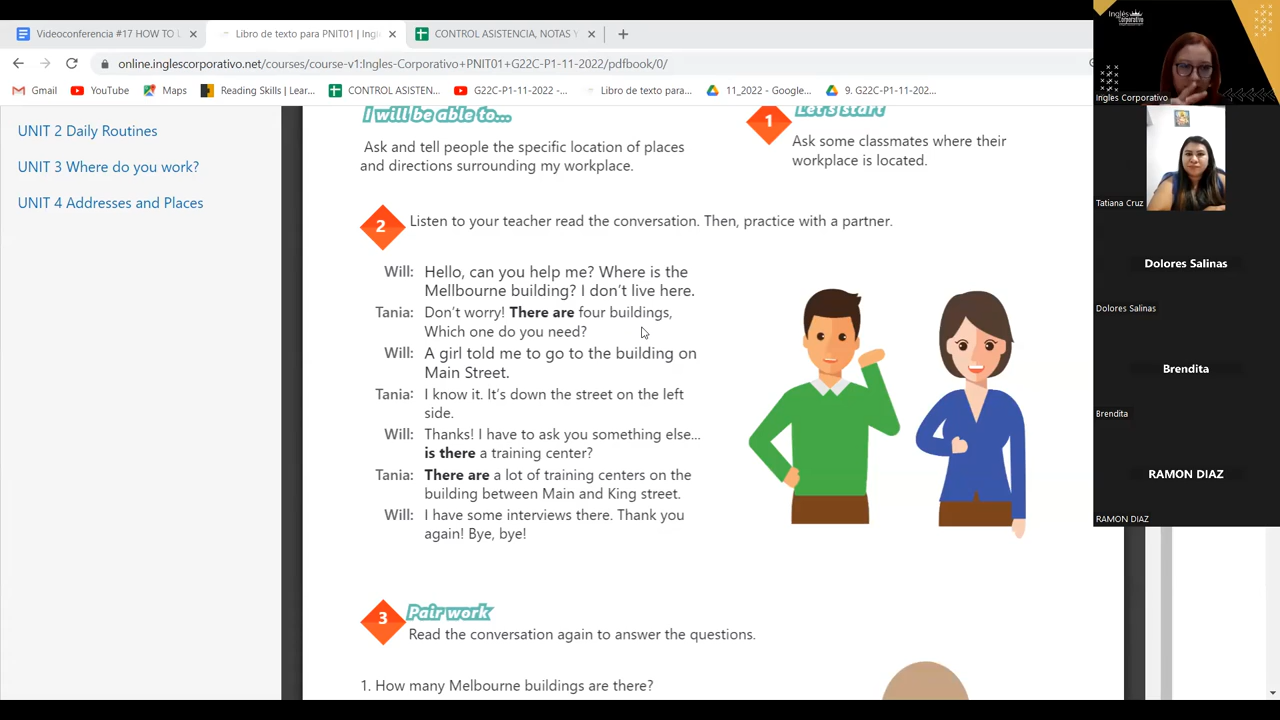 Videoconferencia #17 HOW TO
Libro de texto para PNIT01 | Ingl
CONTROL ASISTENCIA, NOTAS Y
online.inglescorporativo.net/courses/course-v1:Ingles-Corporativo+PNIT01+G22C-P1-11-2022/pdfbook/0/
Gmail
YouTube
Maps
Reading Skills | Lear...
CONTROL ASISTEN...
G22C-P1-11-2022 -...
Libro de texto para...
11_2022 - Google...
9. G22C-P1-11-202...
UNIT 2 Daily Routines
UNIT 3 Where do you work?
UNIT 4 Addresses and Places
I will be able to...
Ask and tell people the specific location of places
and directions surrounding my workplace.
1
Let's start
Ask some classmates where their
workplace is located.
2
Listen to your teacher read the conversation. Then, practice with a partner.
Will: Hello, can you help me? Where is the
Mellbourne building? I don't live here.
Tania: Don't worry! There are four buildings,
Which one do you need?
Will: A girl told me to go to the building on
Main Street.
Tania: I know it. It's down the street on the left
side.
Will: Thanks! I have to ask you something else...
is there a training center?
Tania: There are a lot of training centers on the
building between Main and King street.
Will: I have some interviews there. Thank you
again! Bye, bye!
3
Pair work
Read the conversation again to answer the questions.
1. How many Melbourne buildings are there?
Inglés
Corporativo
Ingles Corporativo
Tatiana Cruz
Dolores Salinas
Dolores Salinas
Brendita
Brendita
RAMON DIAZ
RAMON DIAZ